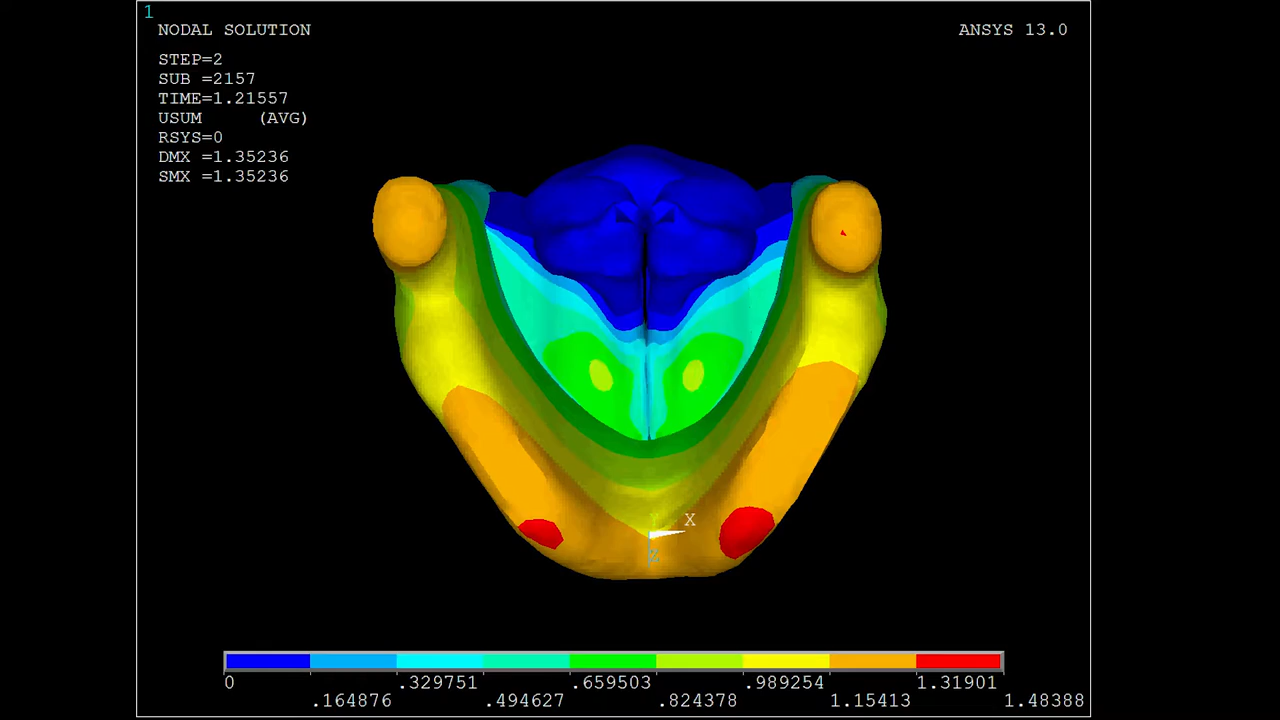 1
NODAL SOLUTION
ANSYS 13.0
STEP=2
SUB =2157
TIME=1.21557
USUM (AVG)
RSYS=0
DMX =1.35236
SMX =1.35236
Y
X
Z
0 .329751 .659503 .989254 1.31901
.164876 .494627 .824378 1.15413 1.48388